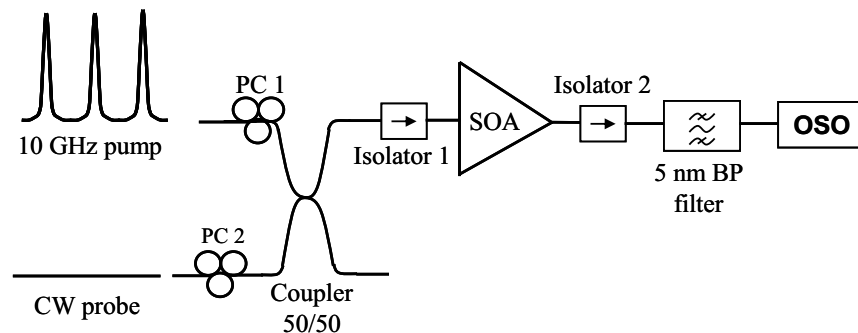 10 GHz pump
PC 1
Isolator 1
SOA
Isolator 2
5 nm BP
filter
OSO
CW probe
PC 2
Coupler
50/50